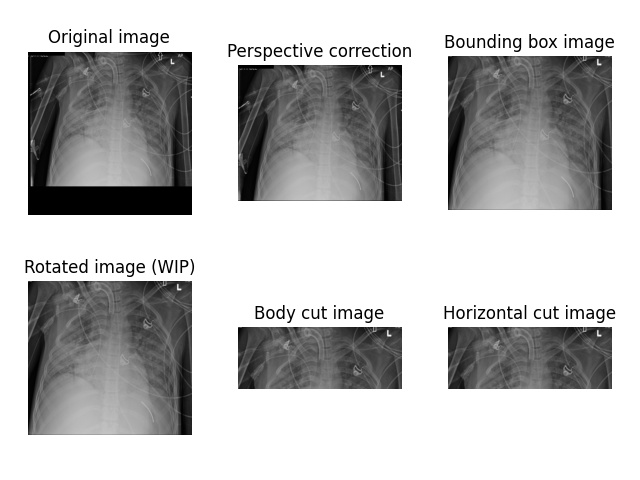 Original image
Perspective correction
Bounding box image
L
L
L
Rotated image (WIP)
Body cut image
Horizontal cut image
L
L
L